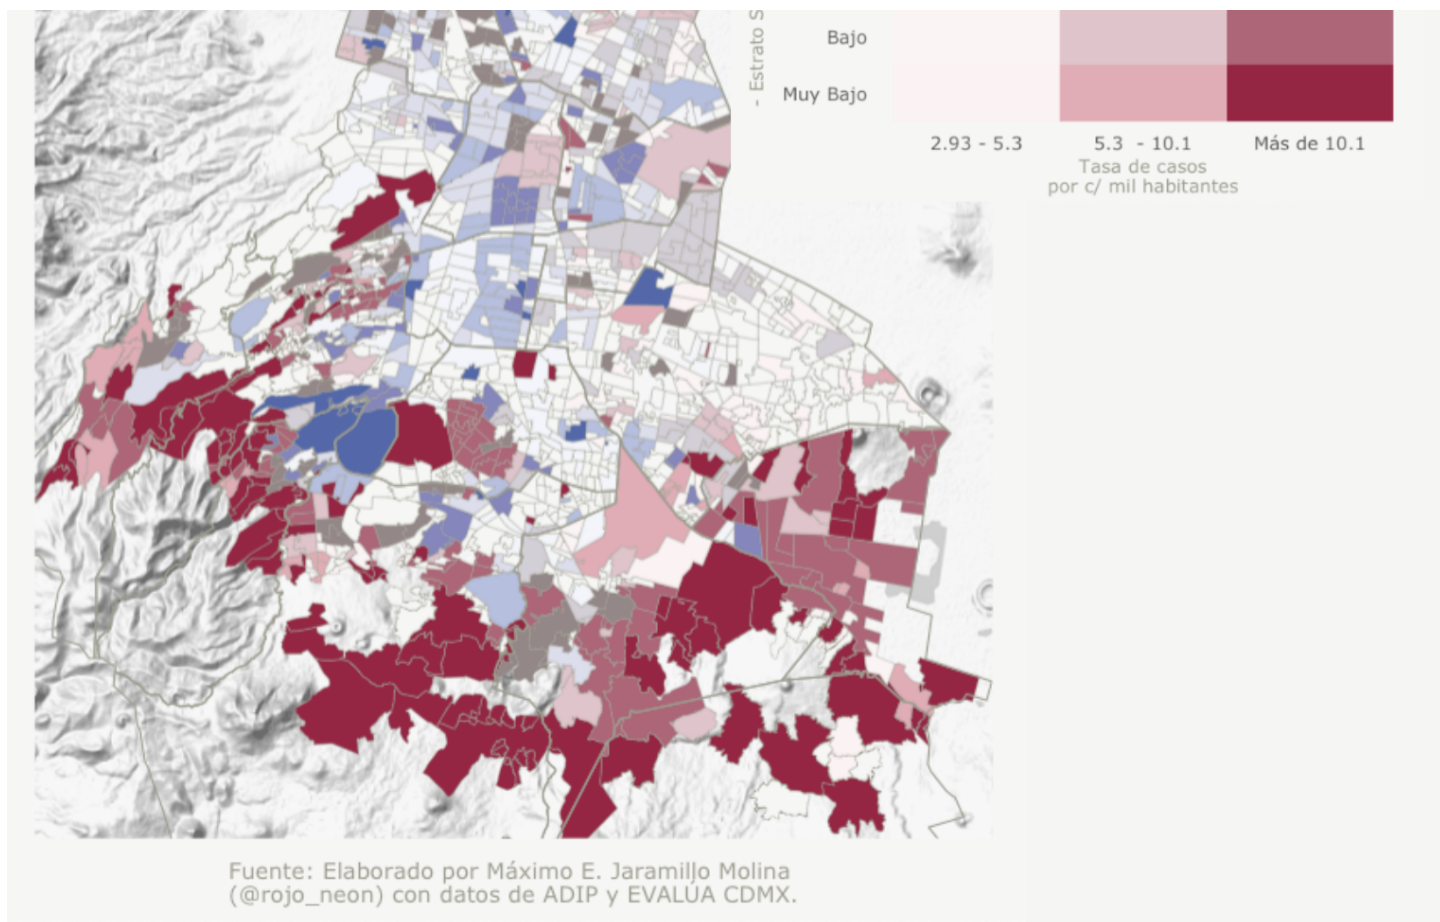 - Estrato S
Bajo
Muy Bajo
2.93 - 5.3
5.3 - 10.1
Más de 10.1
Tasa de casos
por c/ mil habitantes
Fuente: Elaborado por Máximo E. Jaramillo Molina
(@rojo_neon) con datos de ADIP y EVALÚA CDMX.